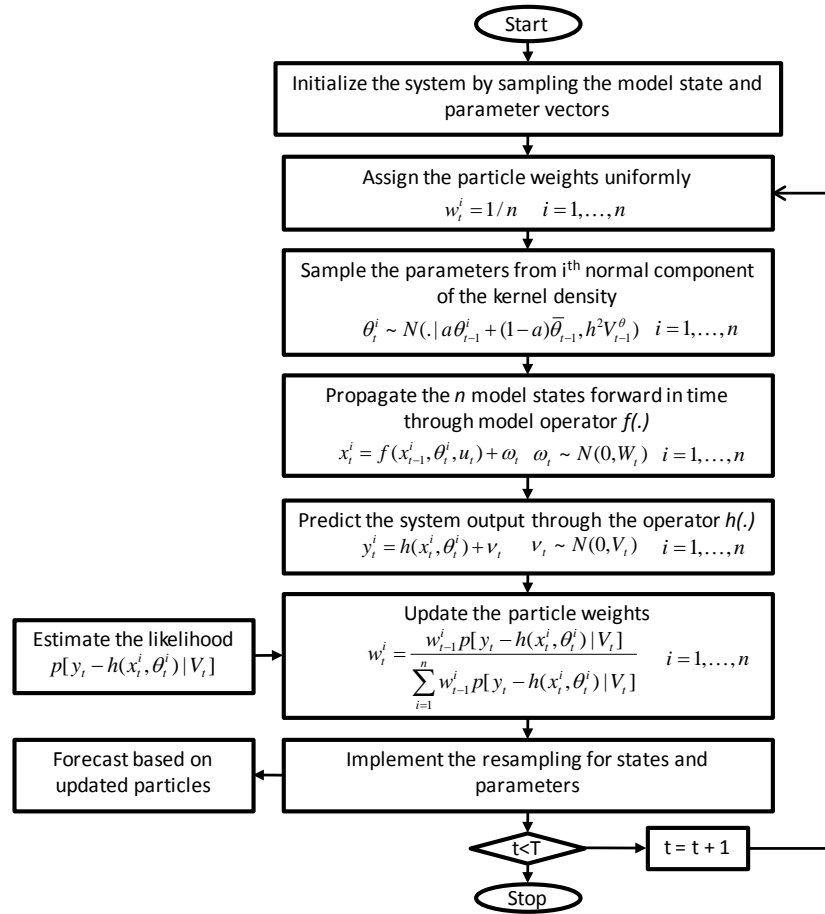 Start
Initialize the system by sampling the model state and
parameter vectors
Assign the particle weights uniformly
w_t^i = 1/n   i = 1,…,n
Sample the parameters from i^th normal component
of the kernel density
θ_t^i ~ N(.| aθ_{t-1}^i + (1−a)θ̅_{t-1}, h²V_{t-1}^θ)   i = 1,…,n
Propagate the n model states forward in time
through model operator f(.)
x_t^i = f(x_{t-1}^i, θ_t^i, u_t) + ω_t   ω_t ~ N(0,W_t)   i = 1,…,n
Predict the system output through the operator h(.)
y_t^i = h(x_t^i, θ_t^i) + ν_t   ν_t ~ N(0,V_t)   i = 1,…,n
Estimate the likelihood
p[y_t − h(x_t^i, θ_t^i) | V_t]
Update the particle weights
w_t^i = w_{t-1}^i p[y_t − h(x_t^i, θ_t^i) | V_t] / ∑_{i=1}^n w_{t-1}^i p[y_t − h(x_t^i, θ_t^i) | V_t]   i = 1,…,n
Forecast based on
updated particles
Implement the resampling for states and
parameters
t<T
t = t + 1
Stop